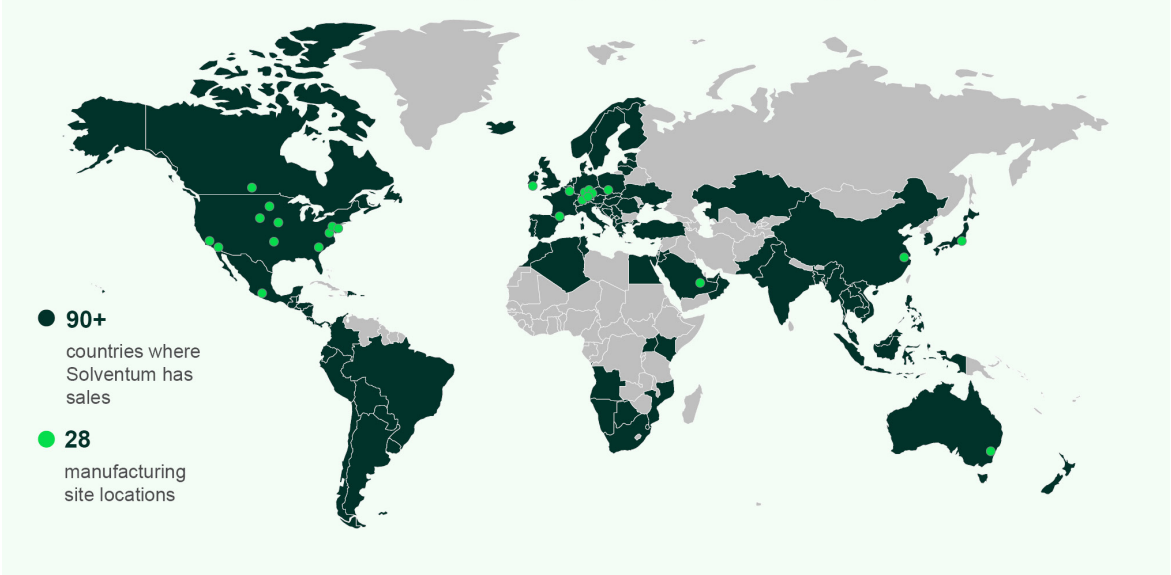 90+
countries where
Solventum has
sales
28
manufacturing
site locations